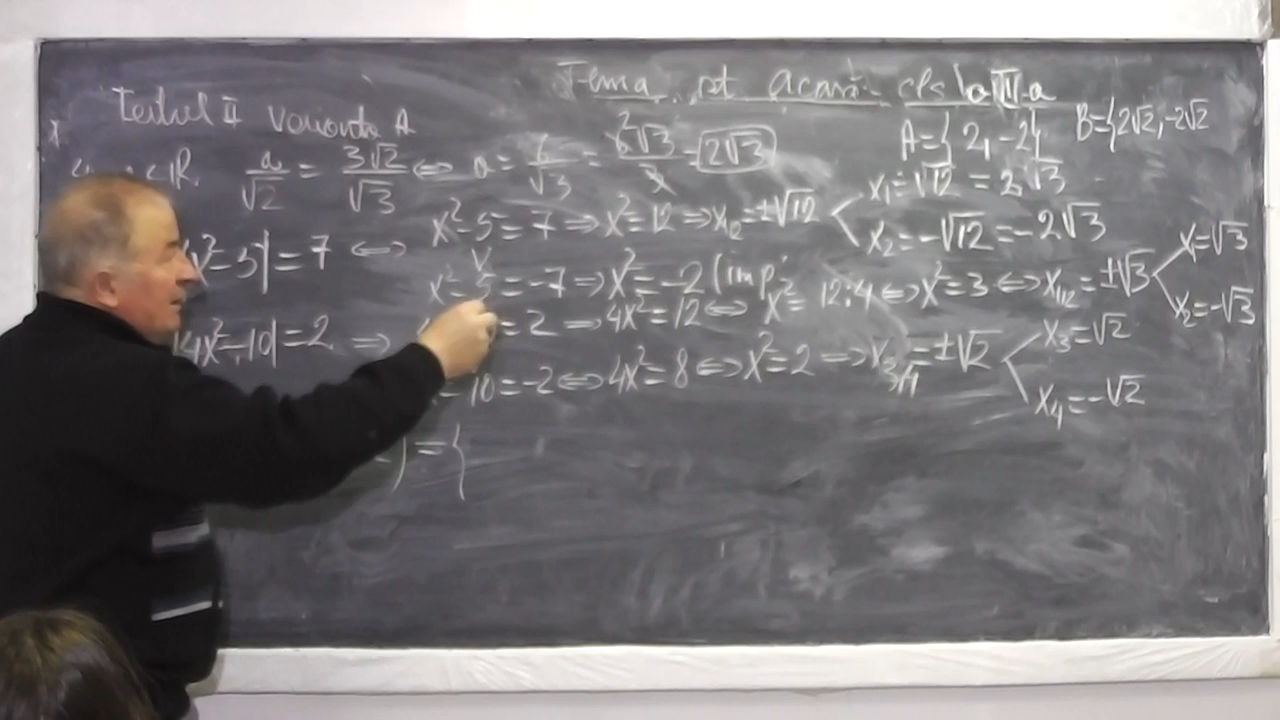 Tema pt acasă cls a VII-a
Testul II varianta A
A={2,-2} B={2√2,-2√2
a/√2 = 3√2/√3 ⇔ a = 6/√3 = 6√3/3 = 2√3
x²-5=7 ⇒ x²=12 ⇒ x₁₂=±√12
x₁=√12 = 2√3
x₂=-√12=-2√3
x²-5|=7 ⇔
x²-5=-7 ⇒ x²=-2 (imp.
=2 ⇒ 4x²=12 ⇔ x²=12:4 ⇔ x²=3 ⇔ x₁,₂=±√3
x₁=√3
x₂=-√3
|4x²-10|=2 ⇒
-10=-2 ⇔ 4x²=8 ⇔ x²=2 ⇒ x₃,₄=±√2
x₃=√2
x₄=-√2
)={